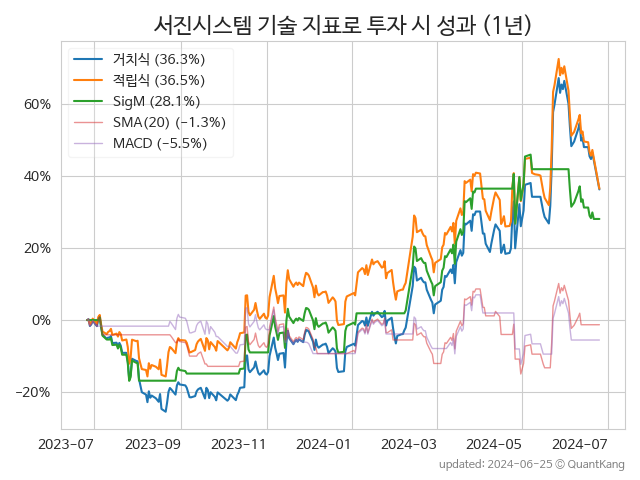 서진시스템 기술 지표로 투자 시 성과 (1년)
거치식 (36.3%)
적립식 (36.5%)
SigM (28.1%)
SMA(20) (−1.3%)
MACD (−5.5%)
60%
40%
20%
0%
−20%
2023-07 2023-09 2023-11 2024-01 2024-03 2024-05 2024-07
updated: 2024-06-25 ⓒ QuantKang